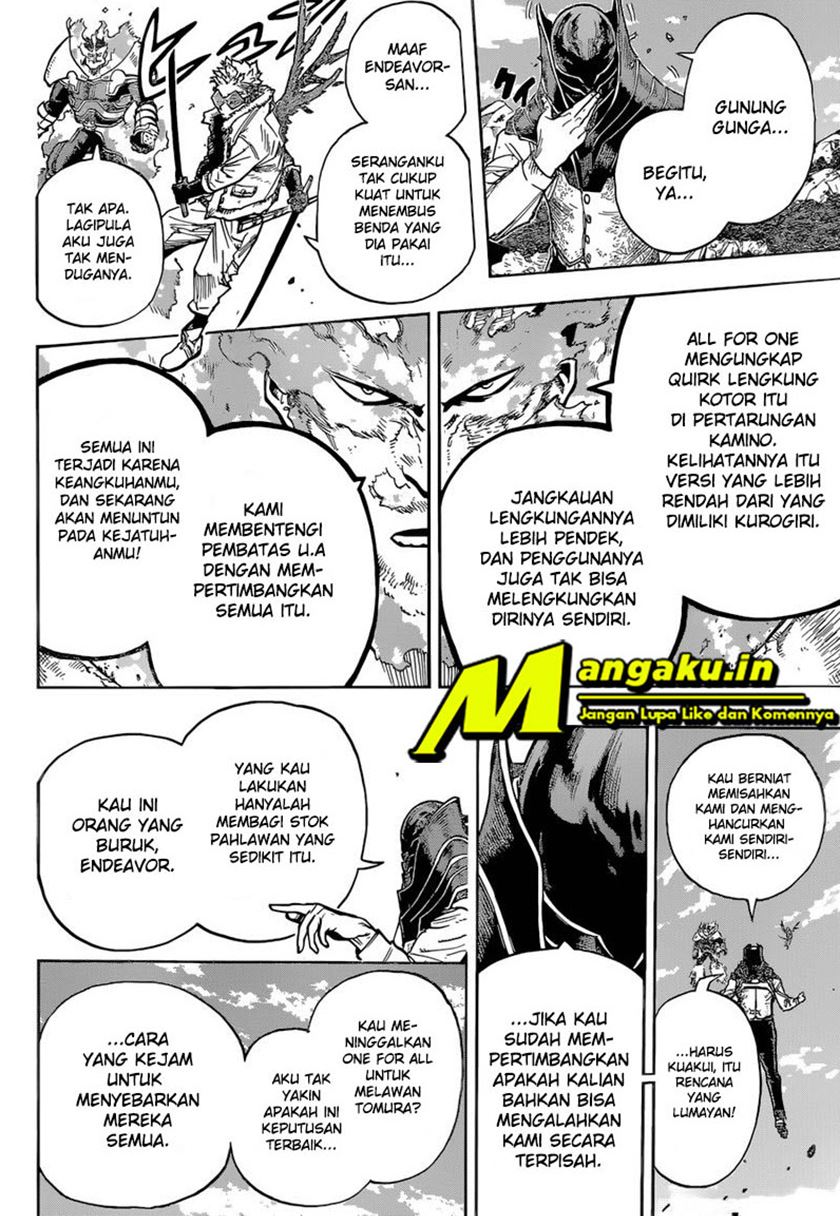 GUNUNG
GUNGA...
BEGITU,
YA...
MAAF
ENDEAVOR-
SAN...
SERANGANKU
TAK CUKUP
KUAT UNTUK
MENEMBUS
BENDA YANG
DIA PAKAI
ITU...
TAK APA.
LAGIPULA
AKU JUGA
TAK MEN-
DUGANYA.
ALL FOR ONE
MENGUNGKAP
QUIRK LENGKUNG
KOTOR ITU
DI PERTARUNGAN
KAMINO.
KELIHATANNYA ITU
VERSI YANG LEBIH
RENDAH DARI YANG
DIMILIKI KUROGIRI.
JANGKAUAN
LENGKUNGANNYA
LEBIH PENDEK,
DAN PENGGUNANYA
JUGA TAK BISA
MELENGKUNGKAN
DIRINYA SENDIRI.
KAMI
MEMBENTENGI
PEMBATAS U.A
DENGAN MEM-
PERTIMBANGKAN
SEMUA ITU.
SEMUA INI
TERJADI KARENA
KEANGKUHANMU,
DAN SEKARANG
AKAN MENUNTUN
PADA KEJATUH-
ANMU!
Mangaku.in
Jangan Lupa Like dan Komennya
KAU BERNIAT
MEMISAHKAN
KAMI DAN MENG-
HANCURKAN
KAMI SENDIRI-
SENDIRI...
...HARUS
KUAKUI, ITU
RENCANA
YANG
LUMAYAN!
...JIKA KAU
SUDAH MEM-
PERTIMBANGKAN
APAKAH KALIAN
BAHKAN BISA
MENGALAHKAN
KAMI SECARA
TERPISAH.
YANG KAU
LAKUKAN
HANYALAH
MEMBAGI STOK
PAHLAWAN YANG
SEDIKIT ITU.
KAU INI
ORANG YANG
BURUK,
ENDEAVOR.
KAU ME-
NINGGALKAN
ONE FOR ALL
UNTUK
MELAWAN
TOMURA?
AKU TAK
YAKIN
APAKAH INI
KEPUTUSAN
TERBAIK...
...CARA
YANG KEJAM
UNTUK
MENYEBARKAN
MEREKA
SEMUA.